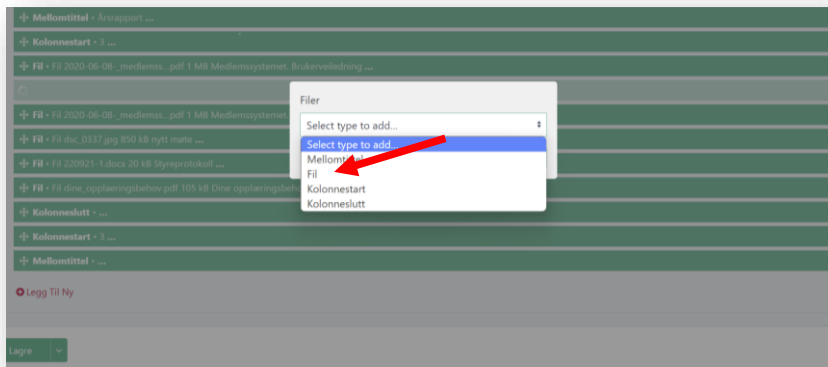 Mellomtittel • Årsrapport ...
Kolonnestart • 3 ...
Fil • Fil 2020-06-08-_medlemss...pdf 1 MB Medlemssystemet. Brukerveiledning ...
Filer
Fil • Fil 2020-06-08-_medlemss...pdf 1 MB Medlemssystemet.
Select type to add...
Fil • Fil dsc_0337.jpg 850 kB nytt møte ...
Select type to add...
Mellomtittel
Fil • Fil 220921-1.docx 20 kB Styreprotokoll ...
Fil
Fil • Fil dine_opplaeringsbehov.pdf 105 kB Dine opplæringsbeho
Kolonnestart
Kolonneslutt
Kolonneslutt • ...
Kolonnestart • 3 ...
Mellomtittel • ...
Legg Til Ny
Lagre